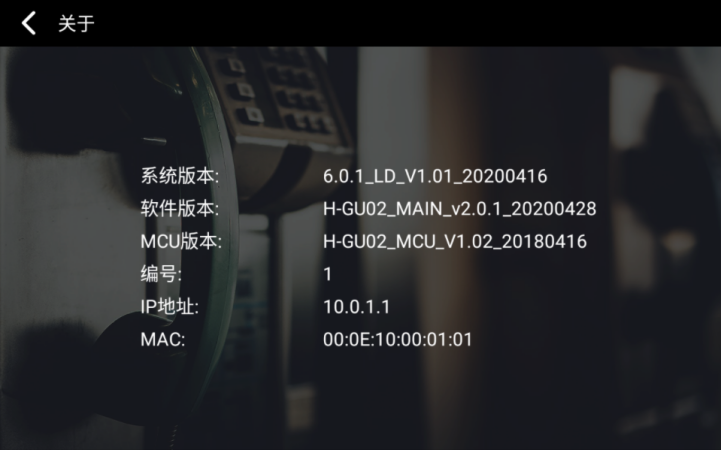 关于
系统版本: 6.0.1_LD_V1.01_20200416
软件版本: H-GU02_MAIN_v2.0.1_20200428
MCU版本: H-GU02_MCU_V1.02_20180416
编号: 1
IP地址: 10.0.1.1
MAC: 00:0E:10:00:01:01